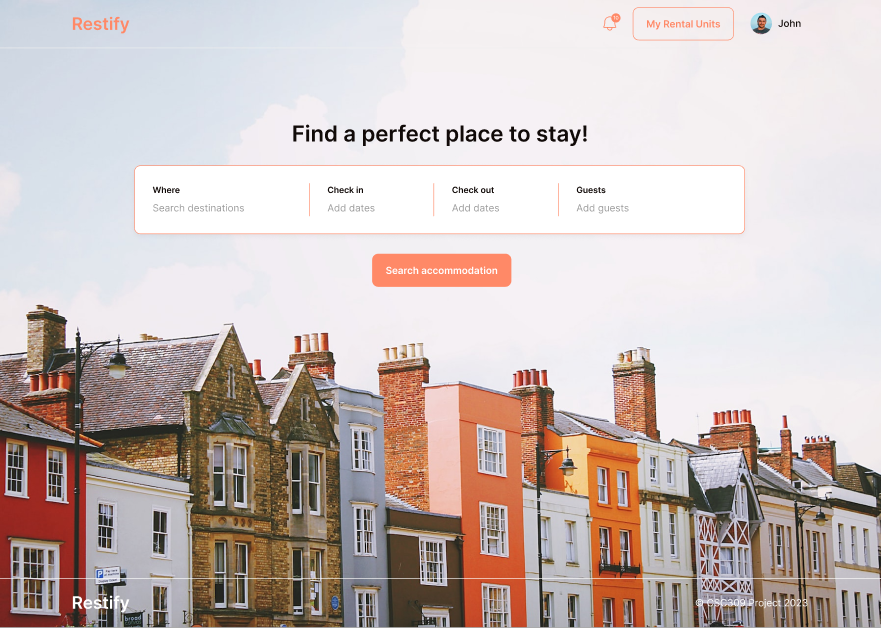 Restify
My Rental Units
John
Find a perfect place to stay!
Where
Check in
Check out
Guests
Search destinations
Add dates
Add dates
Add guests
Search accommodation
Restify
broad
© CSC309 Project 2023